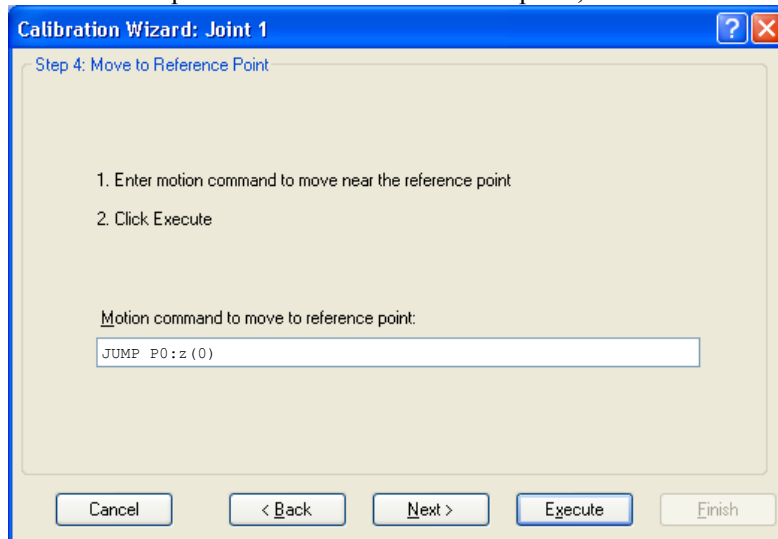 Calibration Wizard: Joint 1
Step 4: Move to Reference Point
1. Enter motion command to move near the reference point
2. Click Execute
Motion command to move to reference point:
JUMP P0:z(0)
Cancel
< Back
Next >
Execute
Finish